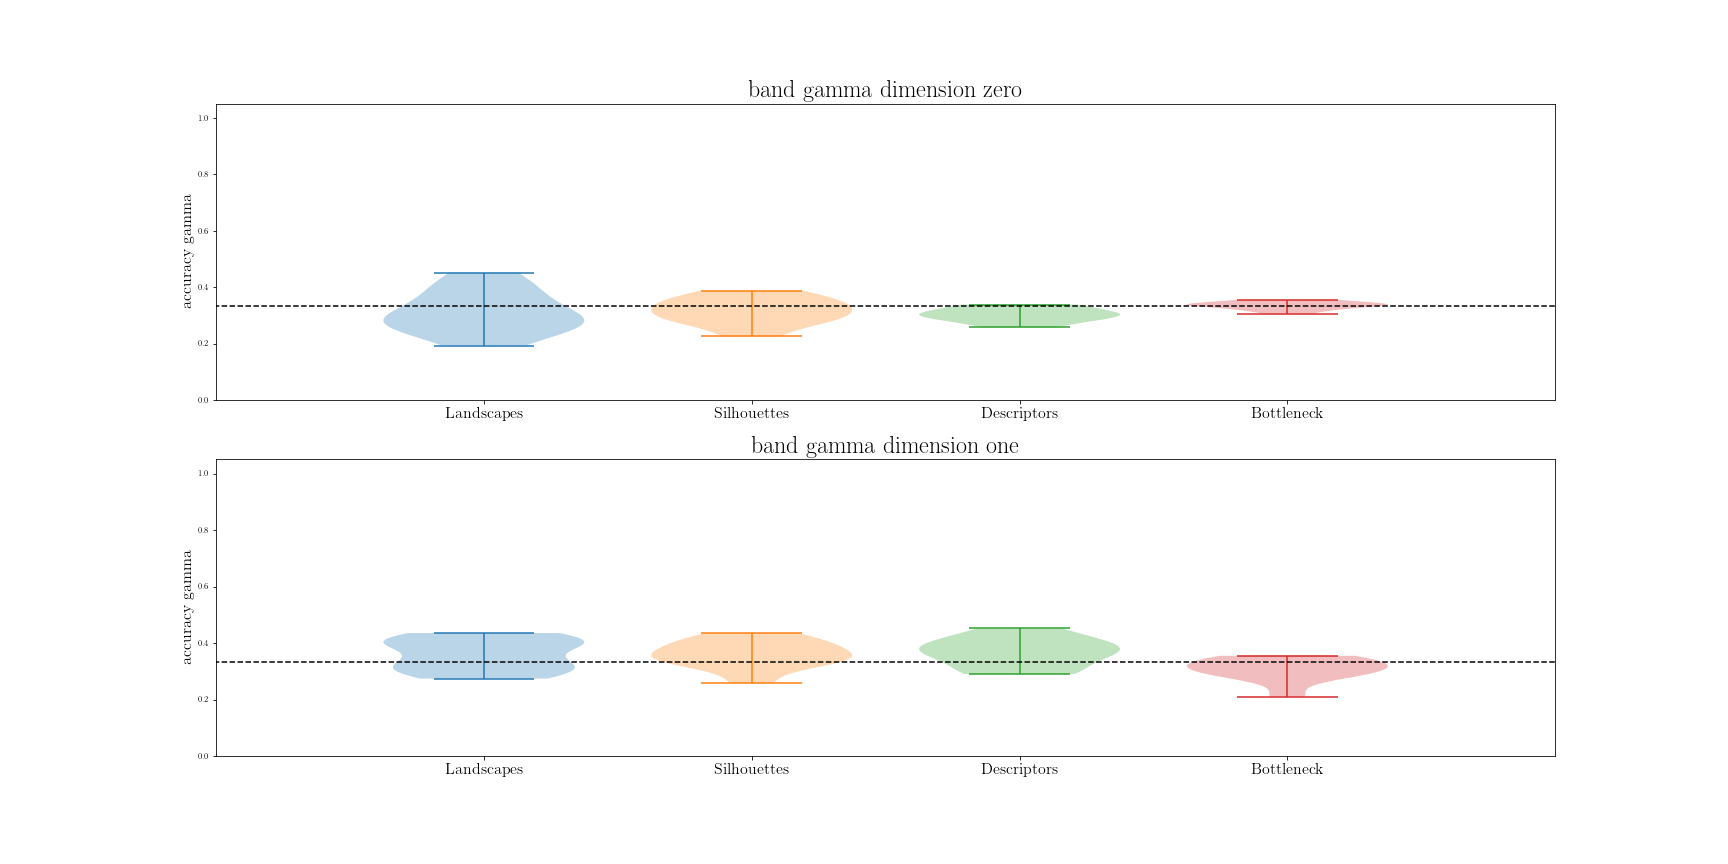 band gamma dimension zero
accuracy gamma
1.0
0.8
0.6
0.4
0.2
0.0
Landscapes Silhouettes Descriptors Bottleneck
band gamma dimension one
accuracy gamma
1.0
0.8
0.6
0.4
0.2
0.0
Landscapes Silhouettes Descriptors Bottleneck